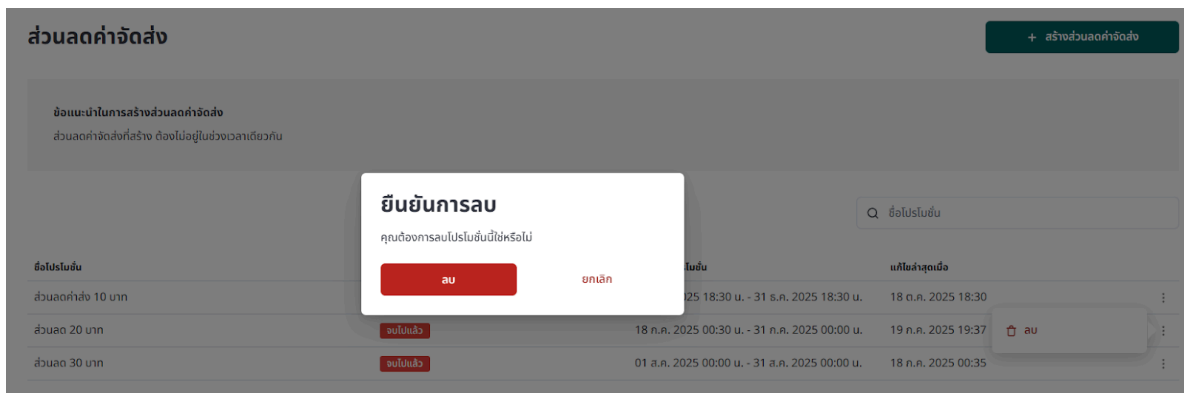 ส่วนลดค่าจัดส่ง
+ สร้างส่วนลดค่าจัดส่ง
ข้อแนะนำในการสร้างส่วนลดค่าจัดส่ง
ส่วนลดค่าจัดส่งที่สร้าง ต้องไม่อยู่ในช่วงเวลาเดียวกัน
ยืนยันการลบ
คุณต้องการลบโปรโมชั่นนี้ใช่หรือไม่
ลบ ยกเลิก
ชื่อโปรโมชั่น
ชื่อโปรโมชั่น แก้ไขล่าสุดเมื่อ
ส่วนลดค่าส่ง 10 บาท 18:30 น. - 31 ธ.ค. 2025 18:30 น. 18 ต.ค. 2025 18:30
ส่วนลด 20 บาท จบไปแล้ว 18 ก.ค. 2025 00:30 น. - 31 ก.ค. 2025 00:00 น. 19 ก.ค. 2025 19:37 ลบ
ส่วนลด 30 บาท จบไปแล้ว 01 ส.ค. 2025 00:00 น. - 31 ส.ค. 2025 00:00 น. 18 ก.ค. 2025 00:35